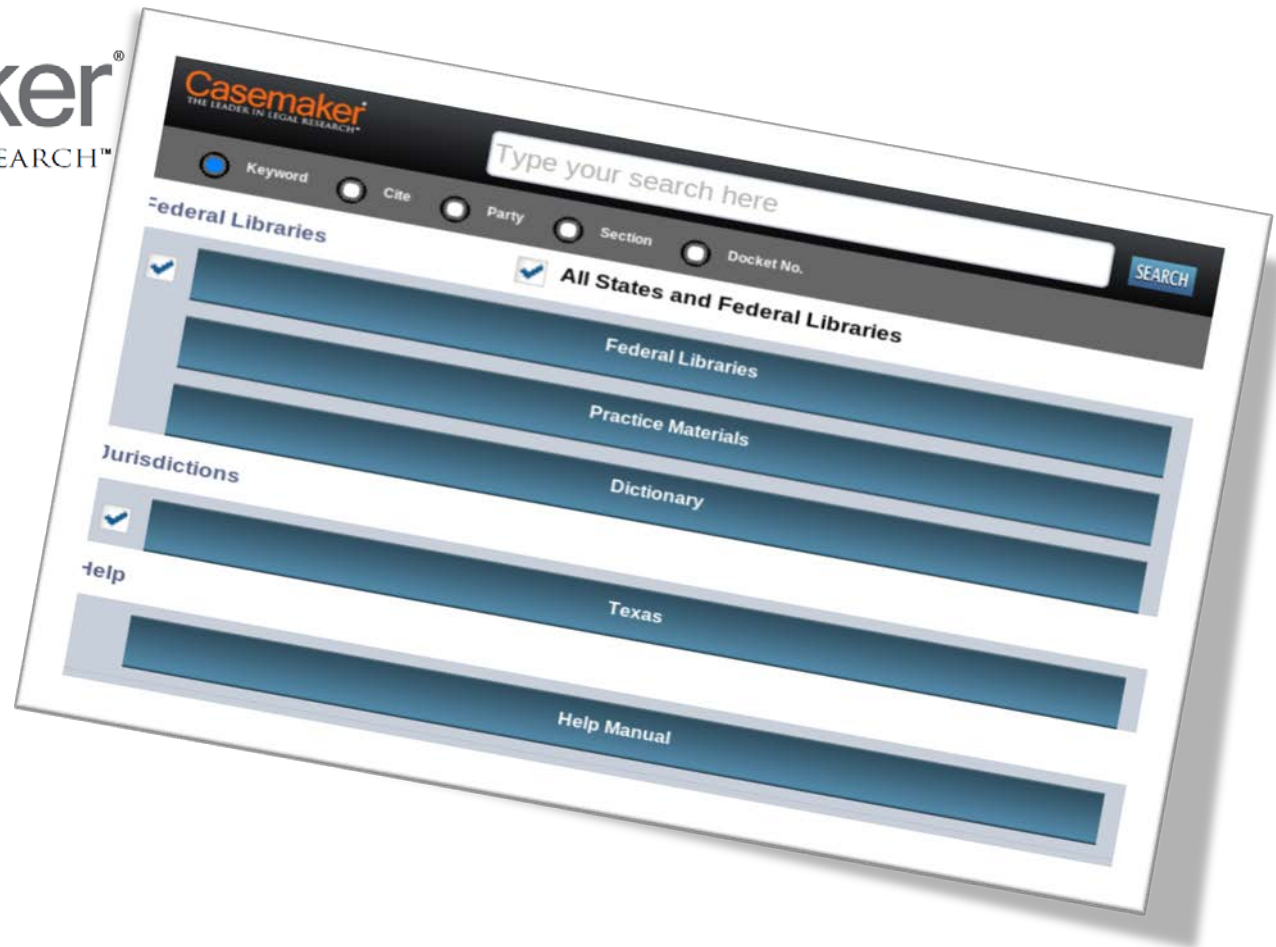 ker®
EARCH™
Casemaker®
THE LEADER IN LEGAL RESEARCH™
Type your search here
SEARCH
Keyword Cite Party Section Docket No.
All States and Federal Libraries
Federal Libraries
Federal Libraries
Practice Materials
Dictionary
Jurisdictions
Texas
Help
Help Manual